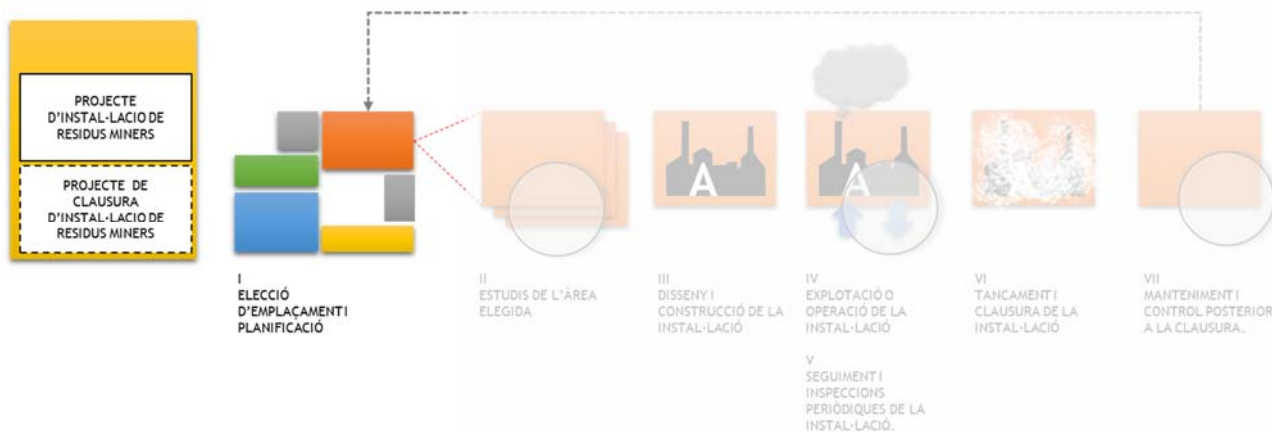 PROJECTE
D'INSTAL·LACIO DE
RESIDUS MINERS
PROJECTE DE
CLAUSURA
D'INSTAL·LACIO DE
RESIDUS MINERS
I
ELECCIÓ
D'EMPLAÇAMENT I
PLANIFICACIÓ
II
ESTUDIS DE L'ÀREA
ELEGIDA
III
DISSENY I
CONSTRUCCIÓ DE LA
INSTAL·LACIÓ
A
IV
EXPLOTACIÓ O
OPERACIÓ DE LA
INSTAL·LACIÓ
A
V
SEGUIMENT I
INSPECCIONS
PERIÒDIQUES DE LA
INSTAL·LACIÓ.
VI
TANCAMENT I
CLAUSURA DE LA
INSTAL·LACIÓ
A
VII
MANTENIMENT I
CONTROL POSTERIOR
A LA CLAUSURA.